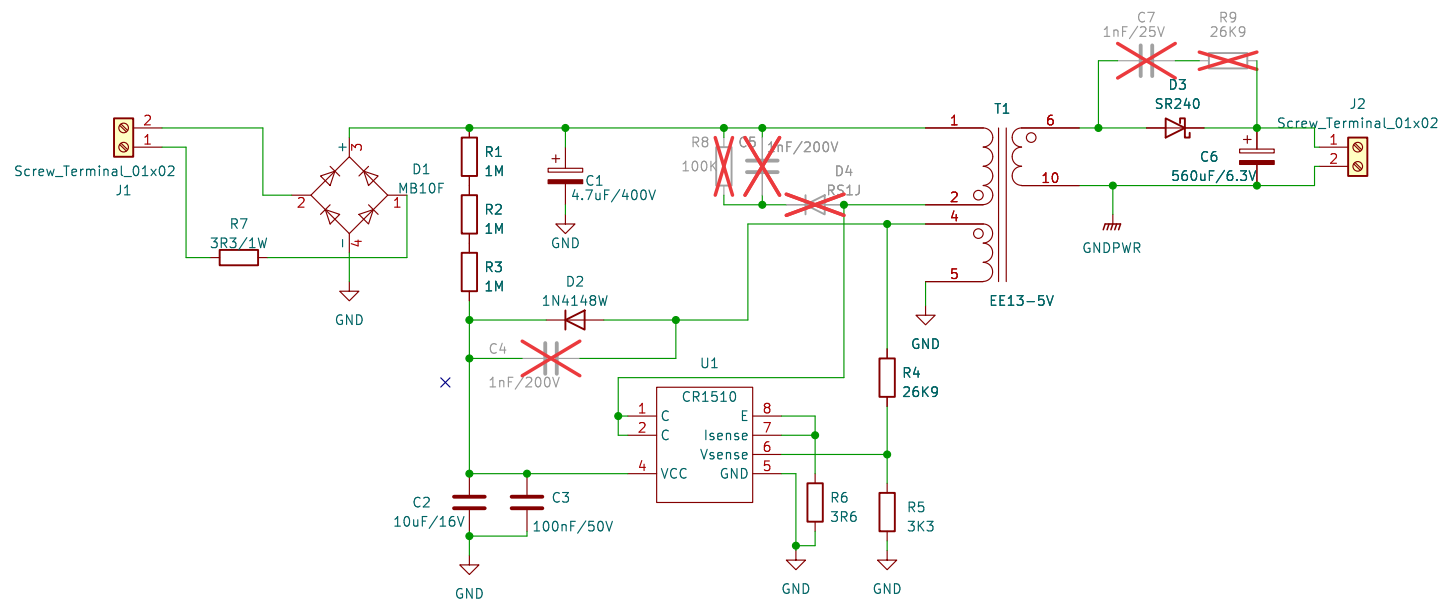 C7
1nF/25V
R9
26K9
D3
SR240
J2
Screw_Terminal_01x02
1
2
C6
560uF/6.3V
+
GNDPWR
T1
1
2
4
5
6
10
EE13-5V
GND
2
1
Screw_Terminal_01x02
J1
R7
3R3/1W
D1
MB10F
+
3
2
1
−
4
GND
R1
1M
R2
1M
R3
1M
+
C1
4.7uF/400V
GND
R8
100K
C5
1nF/200V
D4
RS1J
D2
1N4148W
C4
1nF/200V
U1
CR1510
1
C
2
C
4
VCC
E
8
Isense
7
Vsense
6
GND
5
R4
26K9
R5
3K3
R6
3R6
C2
10uF/16V
C3
100nF/50V
GND
GND
GND